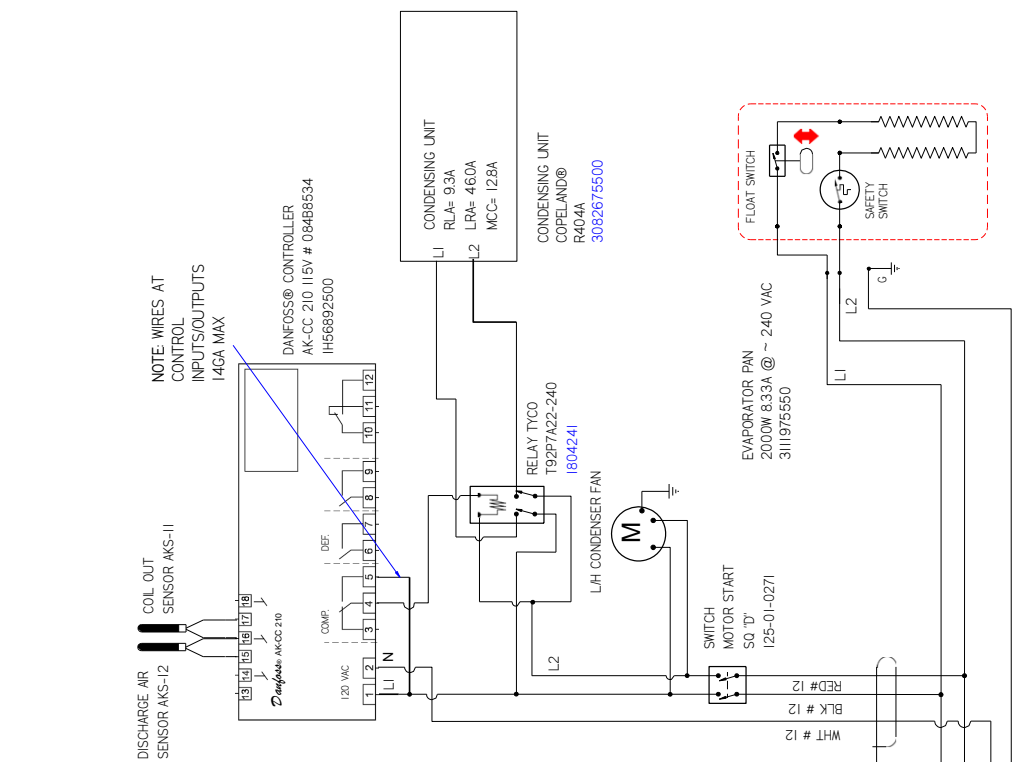 CONDENSING UNIT
RLA= 9.3A
LRA= 46.0A
MCC= 12.8A
L1
L2
CONDENSING UNIT
COPELAND®
R404A
3082675500
DANFOSS® CONTROLLER
AK-CC 210 115V # 084B8534
1H56892500
NOTE: WIRES AT
CONTROL
INPUTS/OUTPUTS
14GA MAX
FLOAT SWITCH
SAFETY
SWITCH
G
L2
L1
EVAPORATOR PAN
2000W 8.33A @ ~ 240 VAC
3111975550
RELAY TYCO
T92P7A22-240
1804241
L/H CONDENSER FAN
M
COIL OUT
SENSOR AKS-11
DISCHARGE AIR
SENSOR AKS-12
18
17
16
15
14
13
Danfoss® AK-CC 210
12
11
10
9
8
7
6
5
4
3
2
1
DEF.
COMP.
120 VAC
N
L1
L2
SWITCH
MOTOR START
SQ "D"
125-01-0271
RED# 12
BLK # 12
WHT # 12